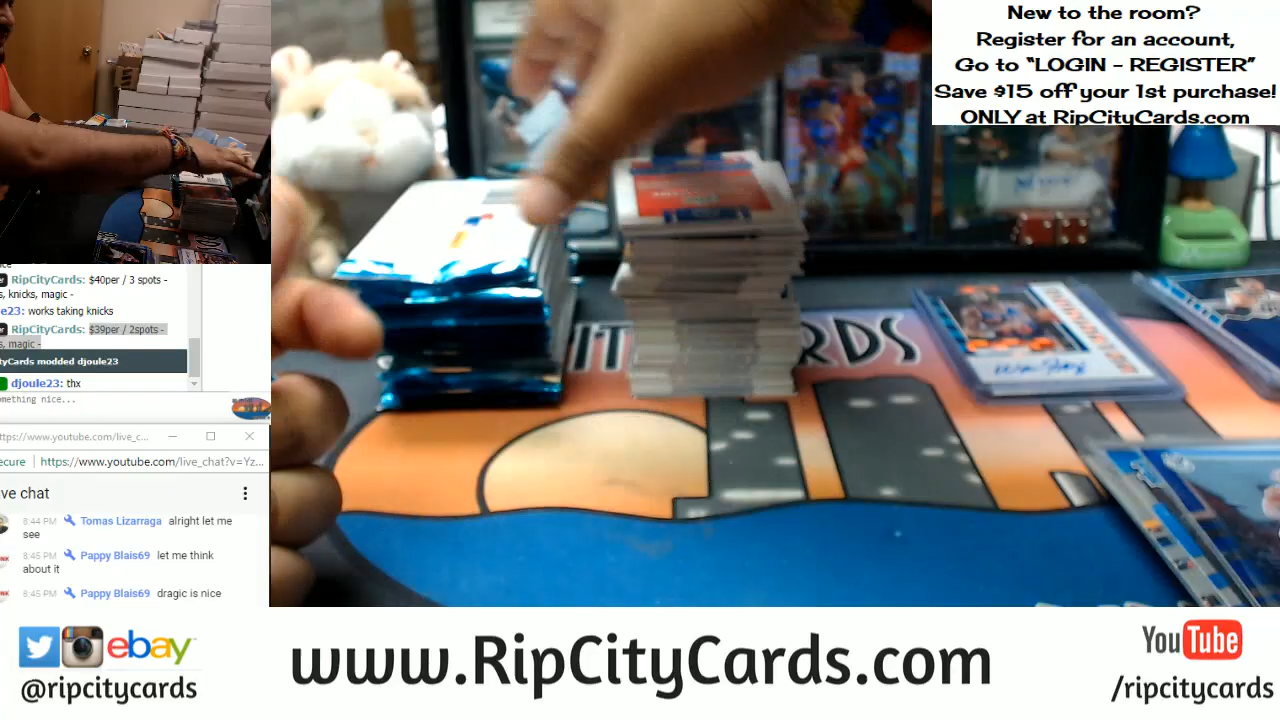 New to the room?
Register for an account,
Go to “LOGIN - REGISTER”
Save $15 off your 1st purchase!
ONLY at RipCityCards.com
RipCityCards: $40per / 3 spots -
s, knicks, magic -
e23: works taking knicks
RipCityCards: $39per / 2spots -
s, magic -
tyCards modded djoule23
djoule23: thx
omething nice...
https://www.youtube.com/live_c...
ecure https://www.youtube.com/live_chat?v=Yz...
ve chat
8:44 PM Tomas Lizarraga alright let me
see
8:45 PM Pappy Blais69 let me think
about it
8:45 PM Pappy Blais69 dragic is nice
IT
RDS
ebay
@ripcitycards
www.RipCityCards.com
YouTube
/ripcitycards